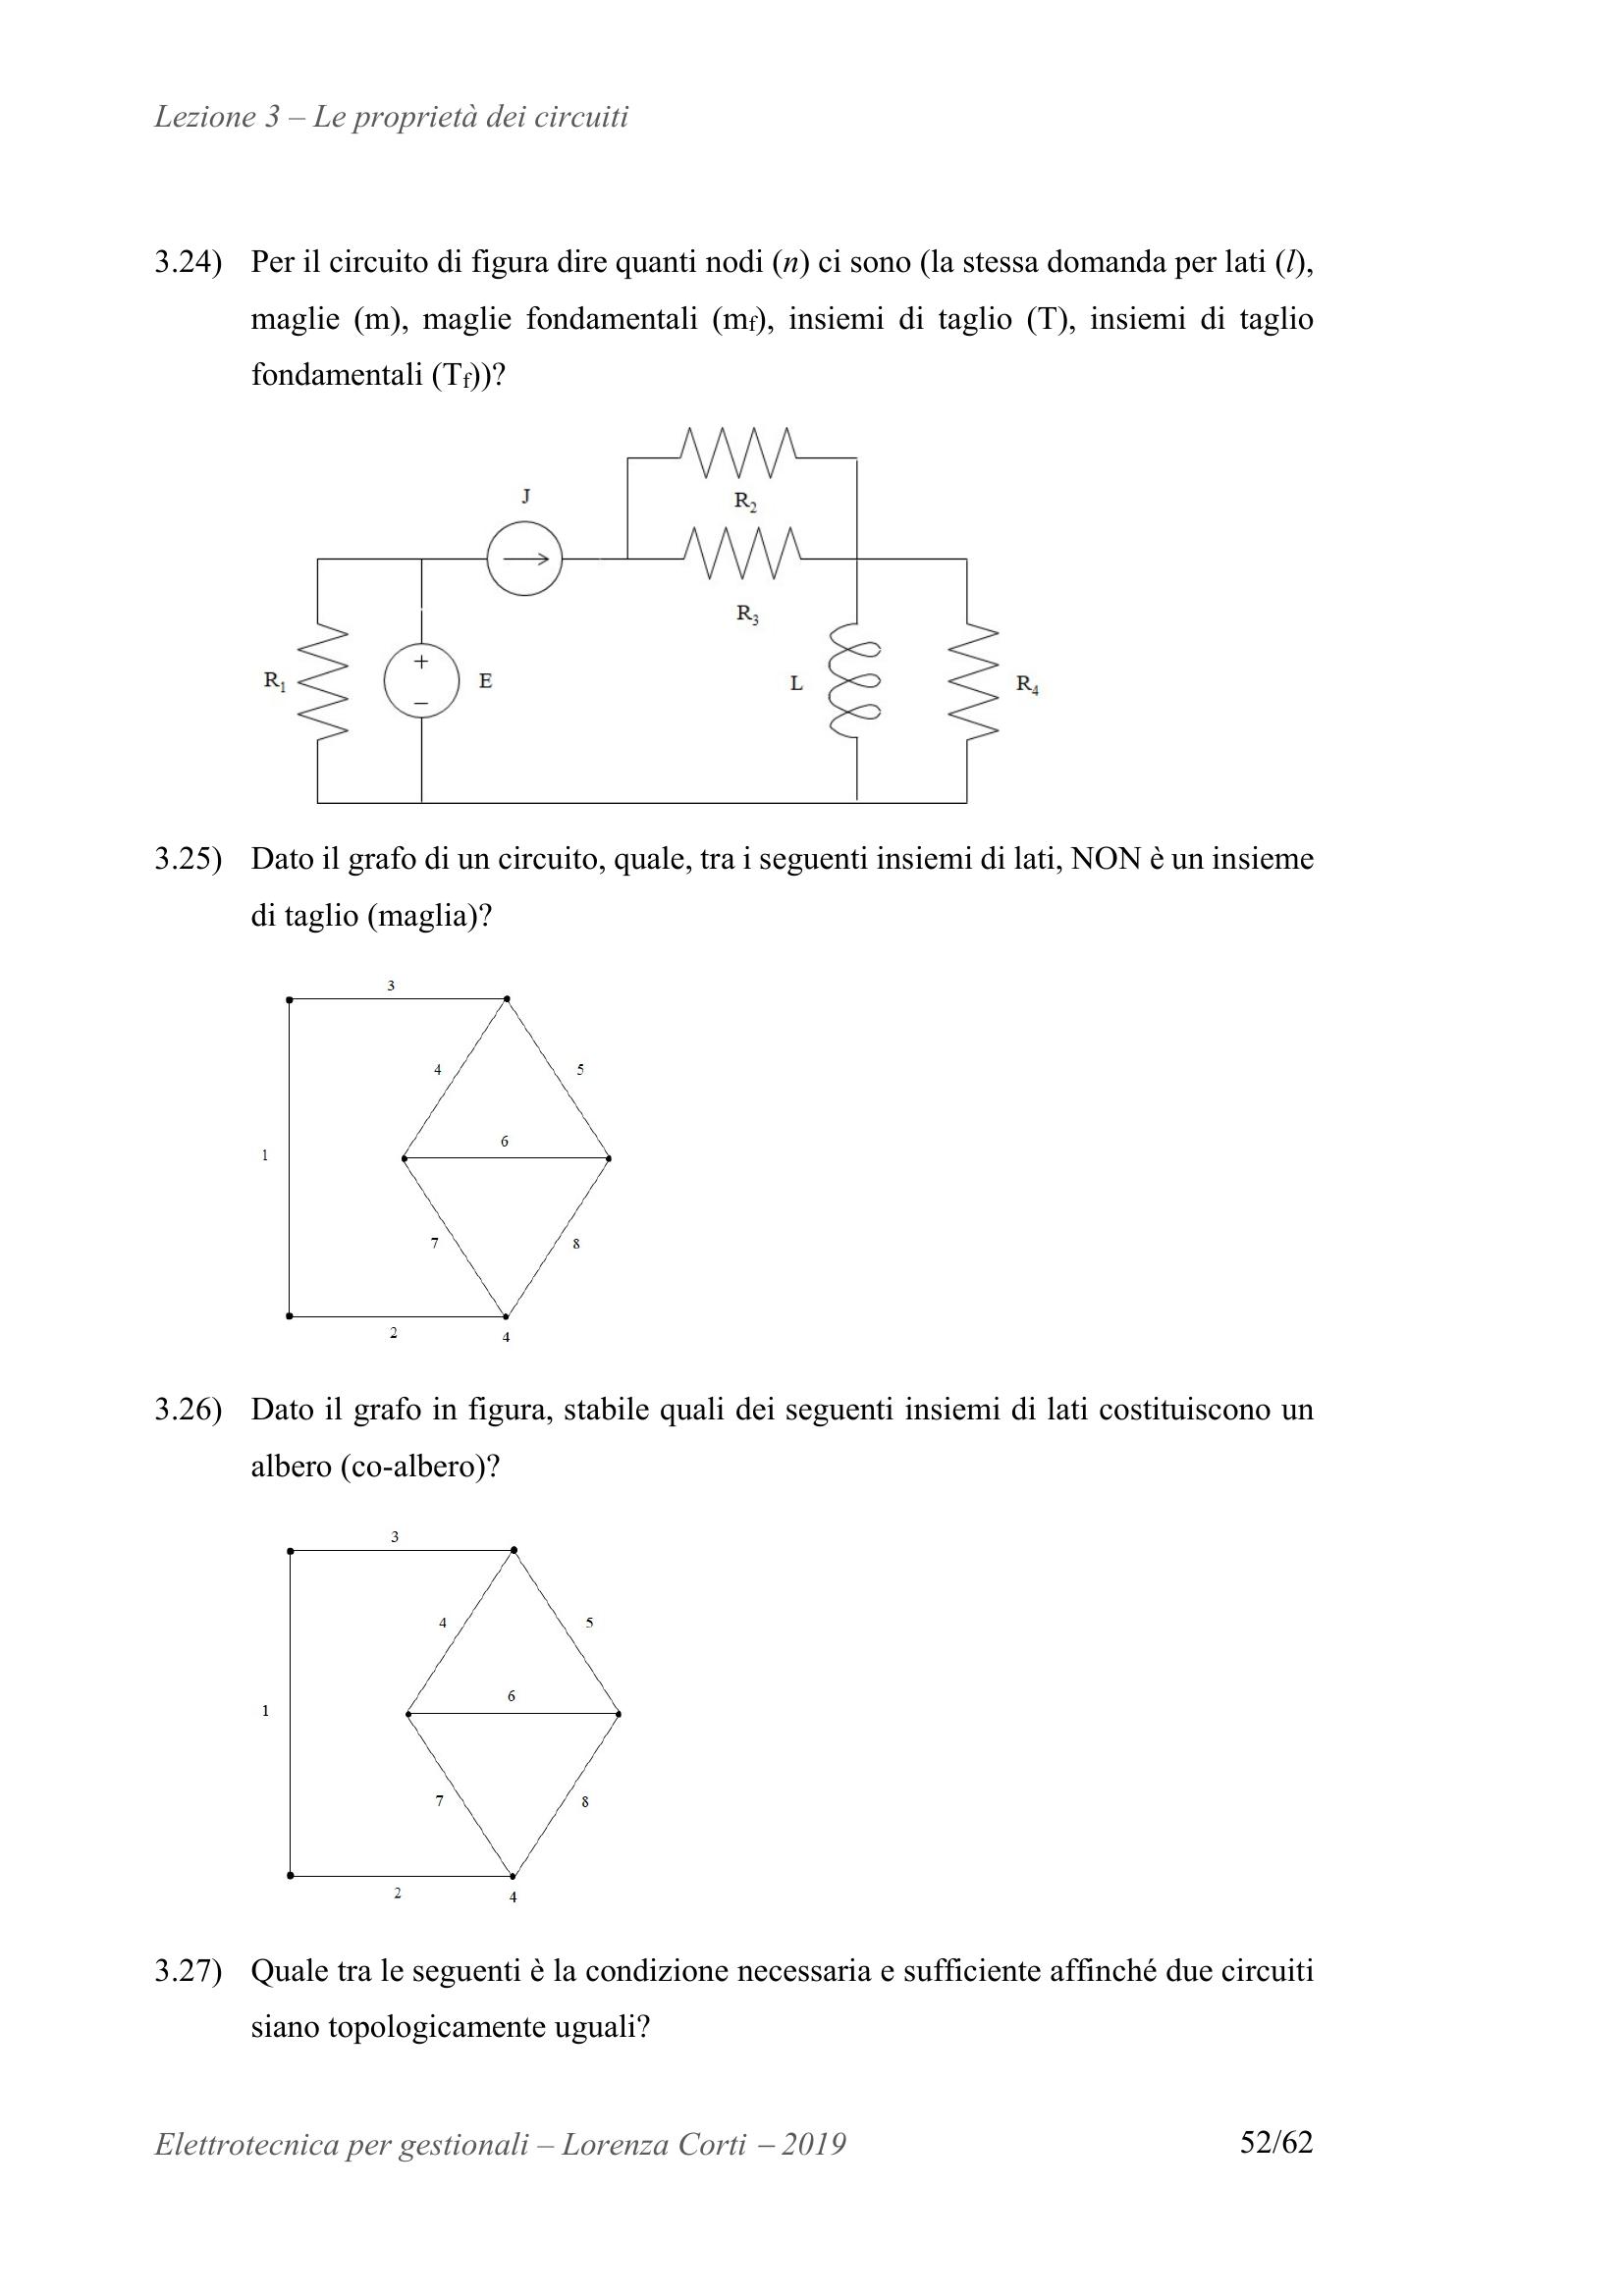 Lezione 3 – Le proprietà dei circuiti
3.24) Per il circuito di figura dire quanti nodi (n) ci sono (la stessa domanda per lati (l),
maglie (m), maglie fondamentali (mf), insiemi di taglio (T), insiemi di taglio
fondamentali (Tf))?
R2
J
R3
R1
+
−
E
L
R4
3.25) Dato il grafo di un circuito, quale, tra i seguenti insiemi di lati, NON è un insieme
di taglio (maglia)?
3
4
5
6
1
7
8
2
4
3.26) Dato il grafo in figura, stabile quali dei seguenti insiemi di lati costituiscono un
albero (co-albero)?
3
4
5
6
1
7
8
2
4
3.27) Quale tra le seguenti è la condizione necessaria e sufficiente affinché due circuiti
siano topologicamente uguali?
Elettrotecnica per gestionali – Lorenza Corti – 2019
52/62